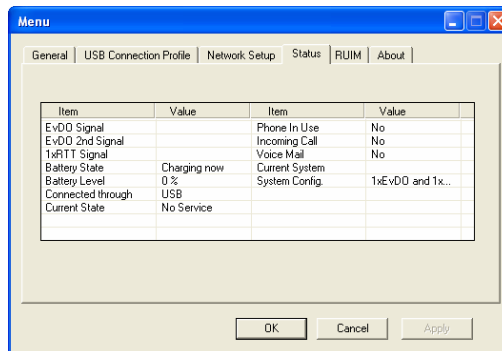 Menu
General USB Connection Profile Network Setup Status RUIM About
Item Value Item Value
EvDO Signal Phone In Use No
EvDO 2nd Signal Incoming Call No
1xRTT Signal Voice Mail No
Battery State Charging now Current System
Battery Level 0 % System Config. 1xEvDO and 1x...
Connected through USB
Current State No Service
OK Cancel Apply